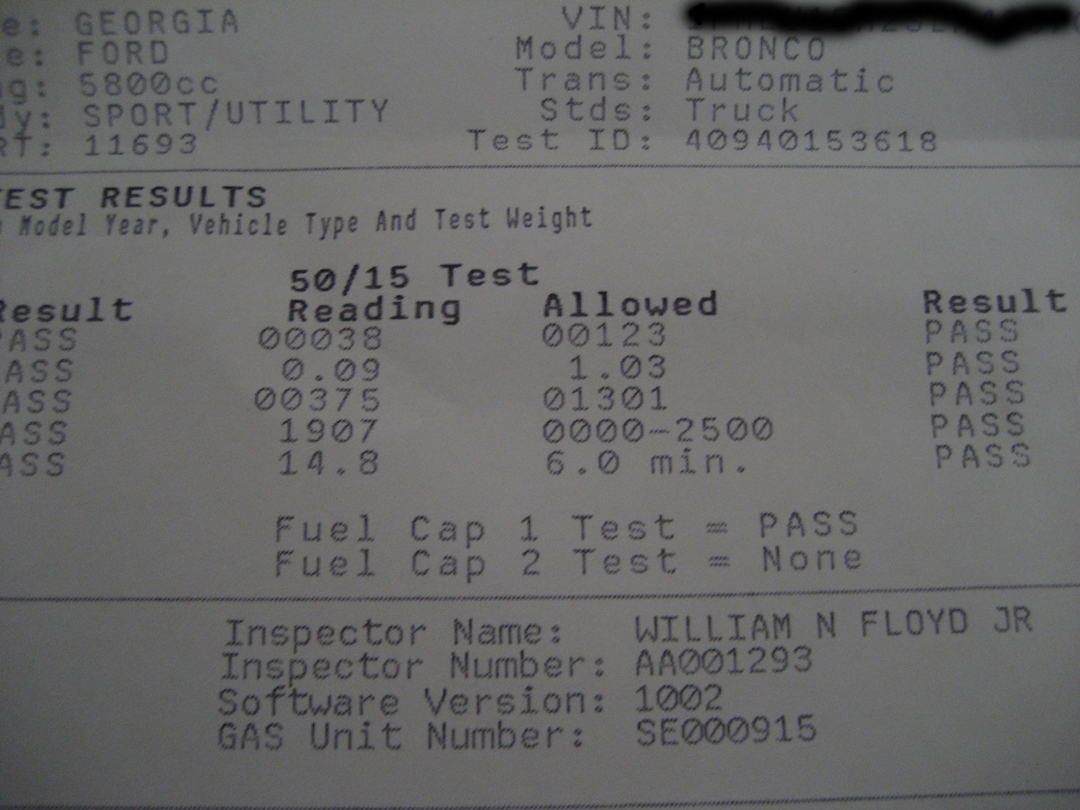 e: GEORGIA VIN:
e: FORD Model: BRONCO
g: 5800cc Trans: Automatic
dy: SPORT/UTILITY Stds: Truck
RT: 11693 Test ID: 40940153618
TEST RESULTS
Model Year, Vehicle Type And Test Weight
50/15 Test
Result Reading Allowed Result
PASS 00038 00123 PASS
ASS 0.09 1.03 PASS
ASS 00375 01301 PASS
ASS 1907 0000-2500 PASS
ASS 14.8 6.0 min. PASS
Fuel Cap 1 Test = PASS
Fuel Cap 2 Test = None
Inspector Name: WILLIAM N FLOYD JR
Inspector Number: AA001293
Software Version: 1002
GAS Unit Number: SE000915